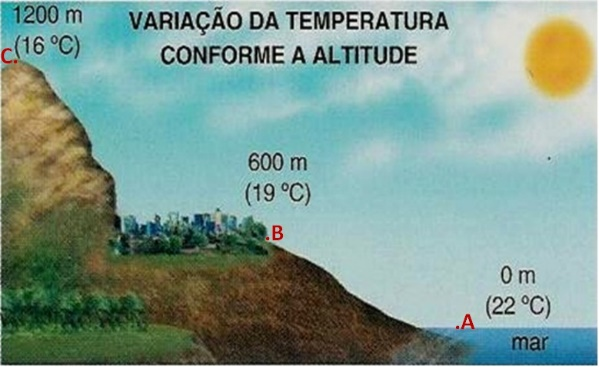 VARIAÇÃO DA TEMPERATURA
CONFORME A ALTITUDE
1200 m
(16 ºC)
C.
600 m
(19 ºC)
.B
0 m
(22 ºC)
.A
mar